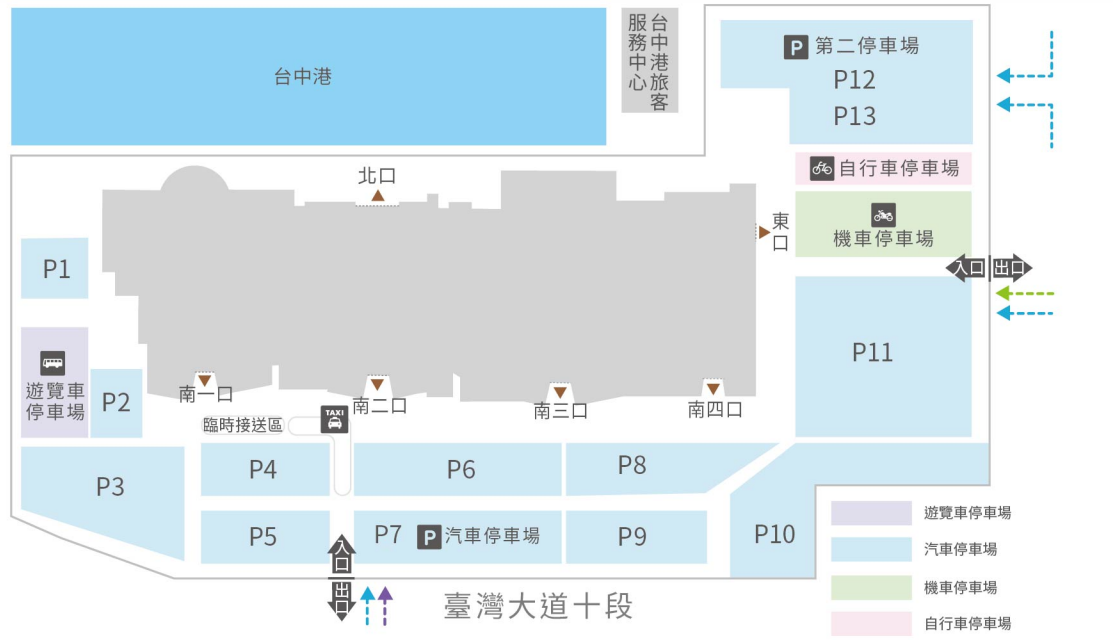 台中港
台中港旅客
服務中心
P 第二停車場
P12
P13
自行車停車場
機車停車場
北口
東口
入口
出口
P1
遊覽車
停車場
P2
P3
南一口
南二口
南三口
南四口
臨時接送區
TAXI
P4
P5
P6
P7
P 汽車停車場
P8
P9
P10
P11
入口
出口
臺灣大道十段
遊覽車停車場
汽車停車場
機車停車場
自行車停車場